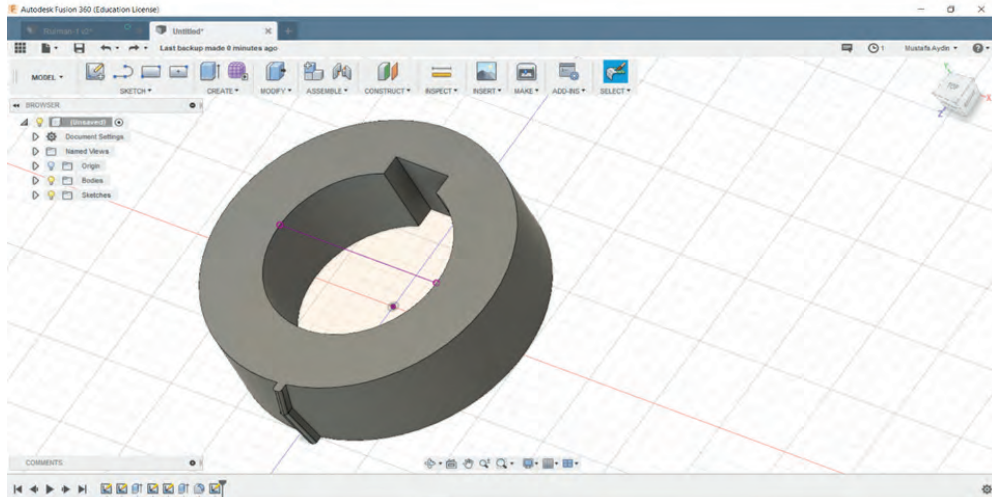 Autodesk Fusion 360 (Education License)
Untitled*
Last backup made 0 minutes ago
1
Mustafa Aydin
MODEL
SKETCH
CREATE
MODIFY
ASSEMBLE
CONSTRUCT
INSPECT
INSERT
MAKE
ADD-INS
SELECT
BROWSER
(Unsaved)
Document Settings
Named Views
Origin
Bodies
Sketches
Y
X
Z
COMMENTS